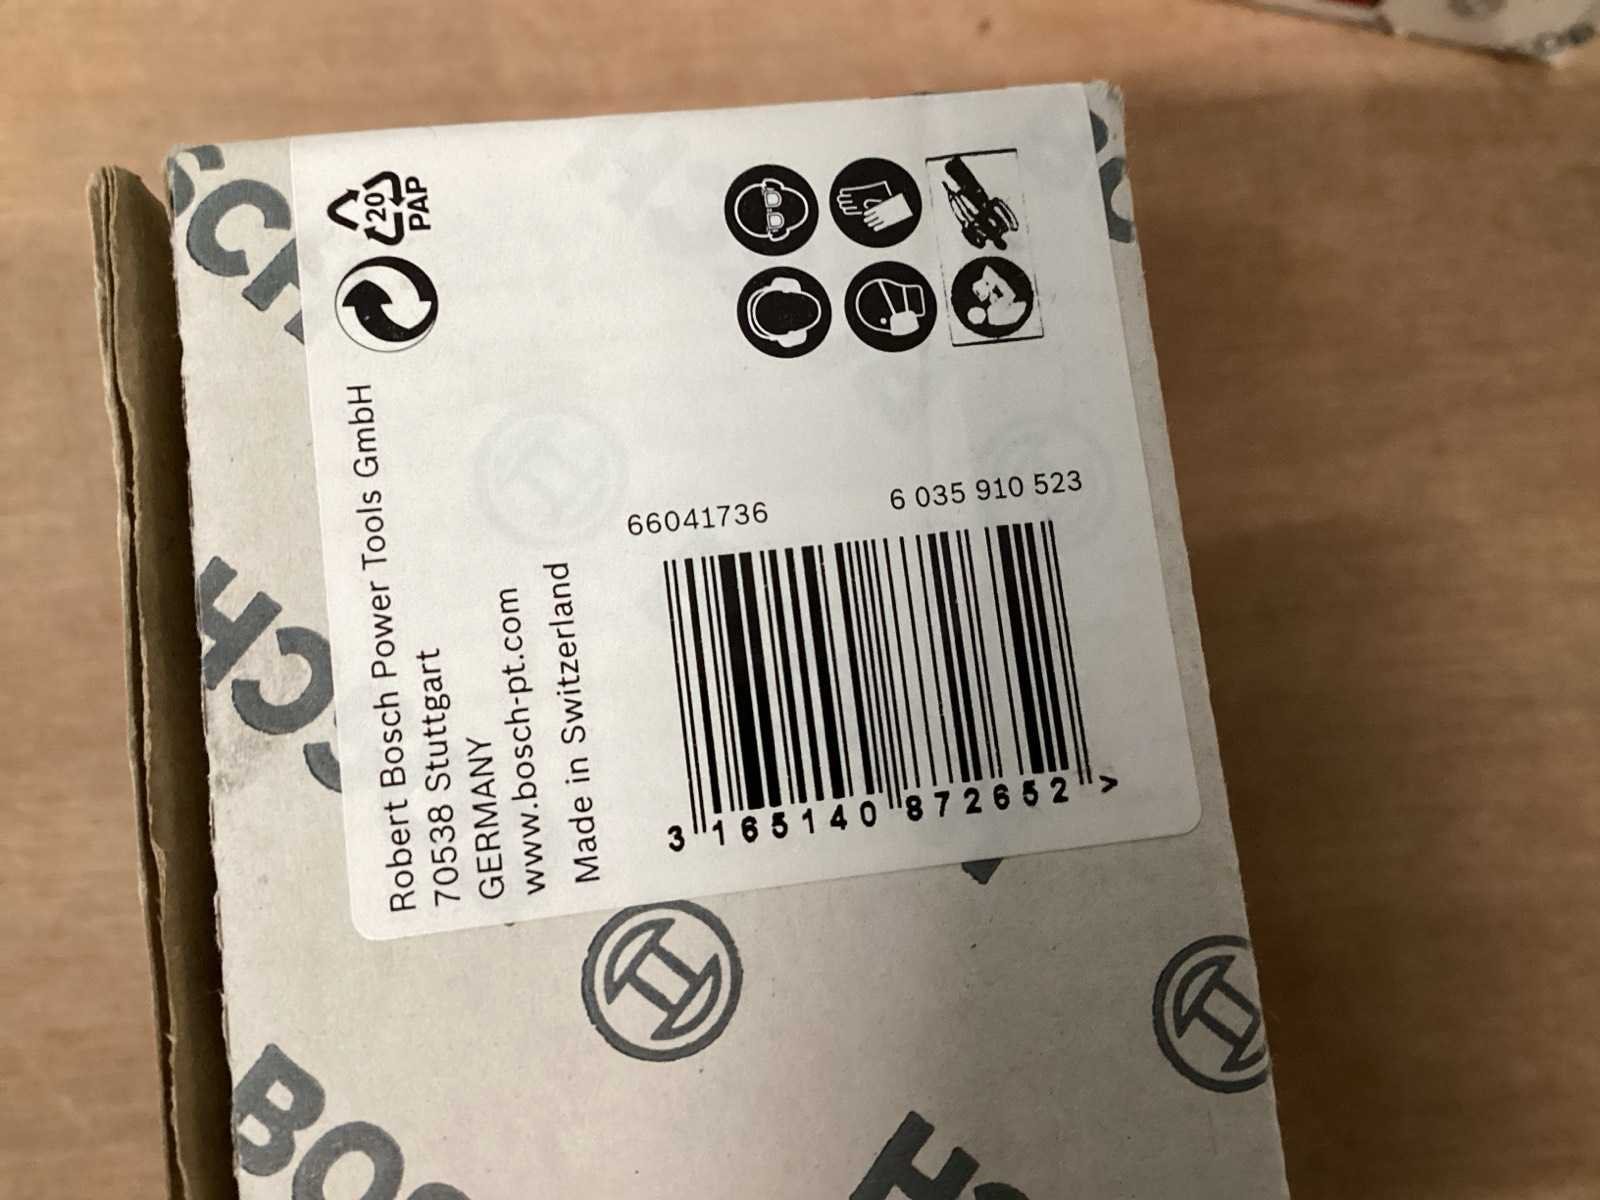 20
PAP
Robert Bosch Power Tools GmbH
70538 Stuttgart
GERMANY
www.bosch-pt.com
Made in Switzerland
66041736
6 035 910 523
3 165140 872652 >